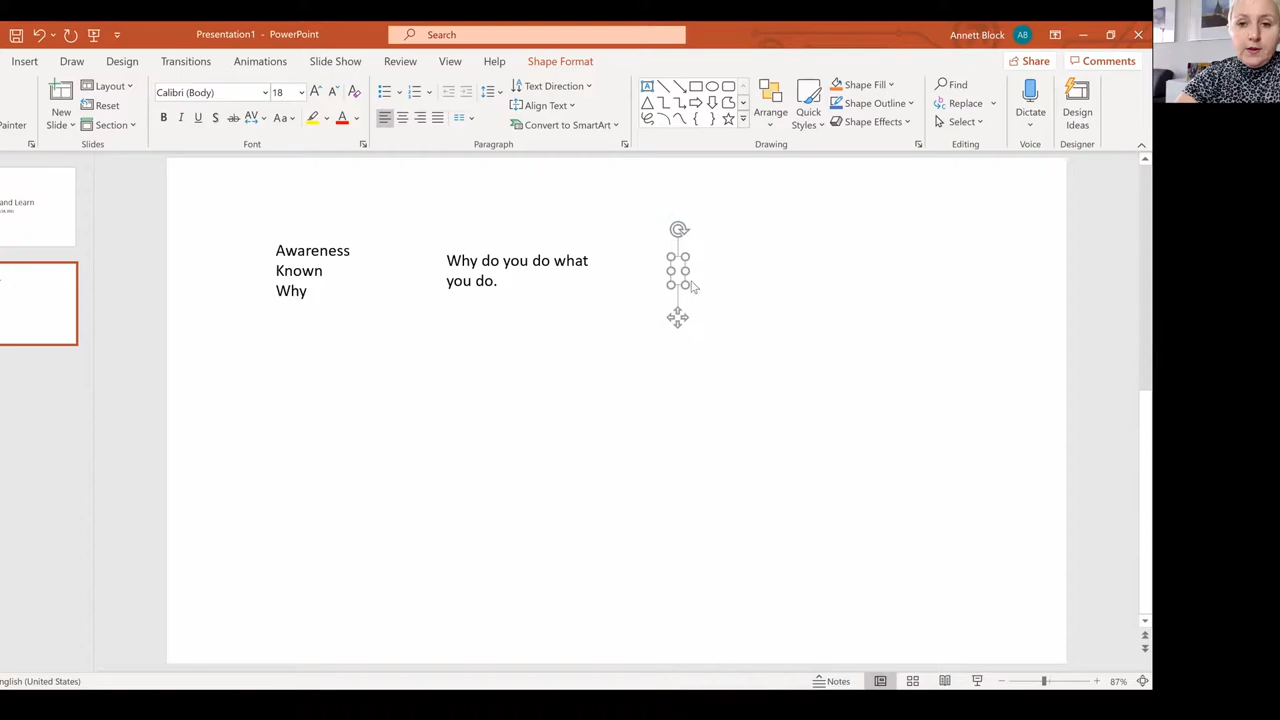 Presentation1 - PowerPoint
Search
Annett Block
AB
Insert
Draw
Design
Transitions
Animations
Slide Show
Review
View
Help
Shape Format
Share
Comments
Painter
New
Slide
Layout
Reset
Section
Slides
Calibri (Body)
18
Font
Text Direction
Align Text
Convert to SmartArt
Paragraph
Arrange
Quick
Styles
Shape Fill
Shape Outline
Shape Effects
Drawing
Find
Replace
Select
Editing
Dictate
Voice
Design
Ideas
Designer
and Learn
Awareness
Known
Why
Why do you do what
you do.
nglish (United States)
Notes
87%